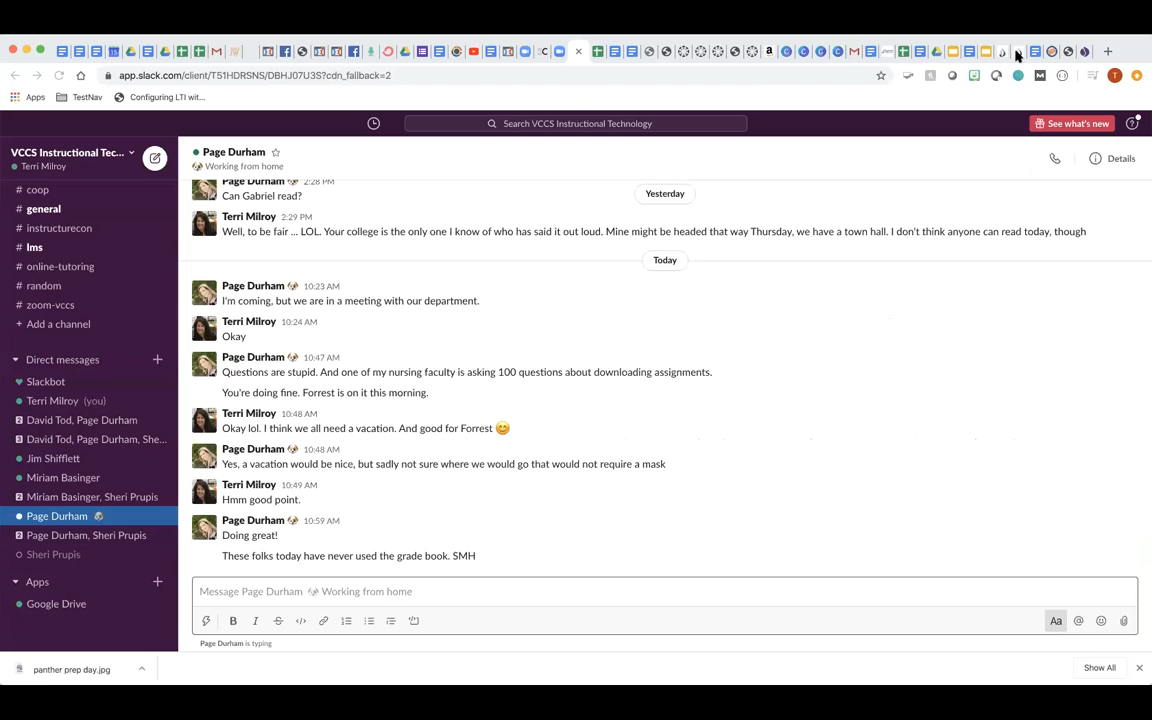 app.slack.com/client/T51HDRSNS/DBHJ07U3S?cdn_fallback=2
Apps
TestNav
Configuring LTI wit...
Search VCCS Instructional Technology
See what's new
VCCS Instructional Tec...
Terri Milroy
# coop
# general
# instructurecon
# lms
# online-tutoring
# random
# zoom-vccs
+ Add a channel
Direct messages
Slackbot
Terri Milroy (you)
2 David Tod, Page Durham
3 David Tod, Page Durham, She...
Jim Shifflett
Miriam Basinger
2 Miriam Basinger, Sheri Prupis
Page Durham
2 Page Durham, Sheri Prupis
Sheri Prupis
Apps
Google Drive
Page Durham
Working from home
Details
Page Durham 2:28 PM
Can Gabriel read?
Yesterday
Terri Milroy 2:29 PM
Well, to be fair ... LOL. Your college is the only one I know of who has said it out loud. Mine might be headed that way Thursday, we have a town hall. I don't think anyone can read today, though
Today
Page Durham 10:23 AM
I'm coming, but we are in a meeting with our department.
Terri Milroy 10:24 AM
Okay
Page Durham 10:47 AM
Questions are stupid. And one of my nursing faculty is asking 100 questions about downloading assignments.
You're doing fine. Forrest is on it this morning.
Terri Milroy 10:48 AM
Okay lol. I think we all need a vacation. And good for Forrest 😊
Page Durham 10:48 AM
Yes, a vacation would be nice, but sadly not sure where we would go that would not require a mask
Terri Milroy 10:49 AM
Hmm good point.
Page Durham 10:59 AM
Doing great!
These folks today have never used the grade book. SMH
Message Page Durham Working from home
Aa
Page Durham is typing
panther prep day.jpg
Show All